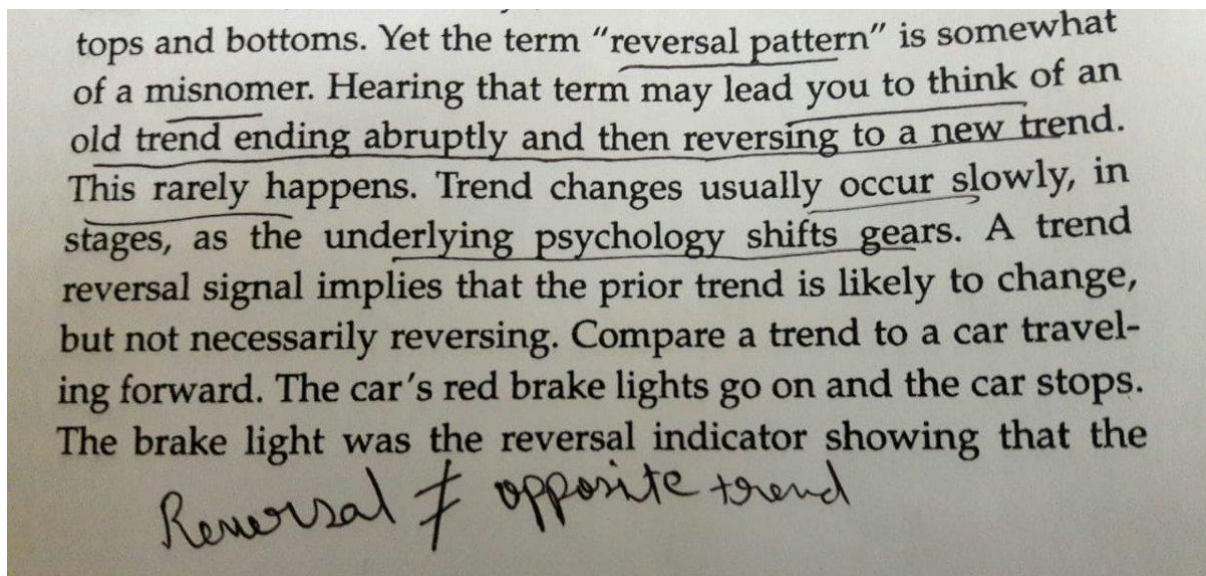 tops and bottoms. Yet the term “reversal pattern” is somewhat
of a misnomer. Hearing that term may lead you to think of an
old trend ending abruptly and then reversing to a new trend.
This rarely happens. Trend changes usually occur slowly, in
stages, as the underlying psychology shifts gears. A trend
reversal signal implies that the prior trend is likely to change,
but not necessarily reversing. Compare a trend to a car travel-
ing forward. The car’s red brake lights go on and the car stops.
The brake light was the reversal indicator showing that the
Reversal ≠ opposite trend